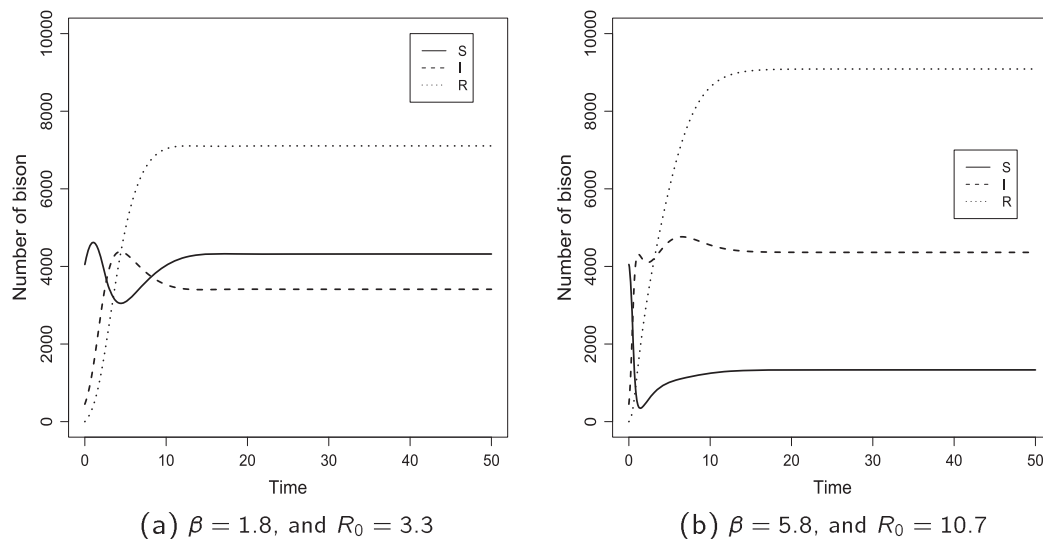 Number of bison
10000
8000
6000
4000
2000
0
S
I
R
0 10 20 30 40 50
Time
(a) β = 1.8, and R₀ = 3.3
Number of bison
10000
8000
6000
4000
2000
0
S
I
R
0 10 20 30 40 50
Time
(b) β = 5.8, and R₀ = 10.7